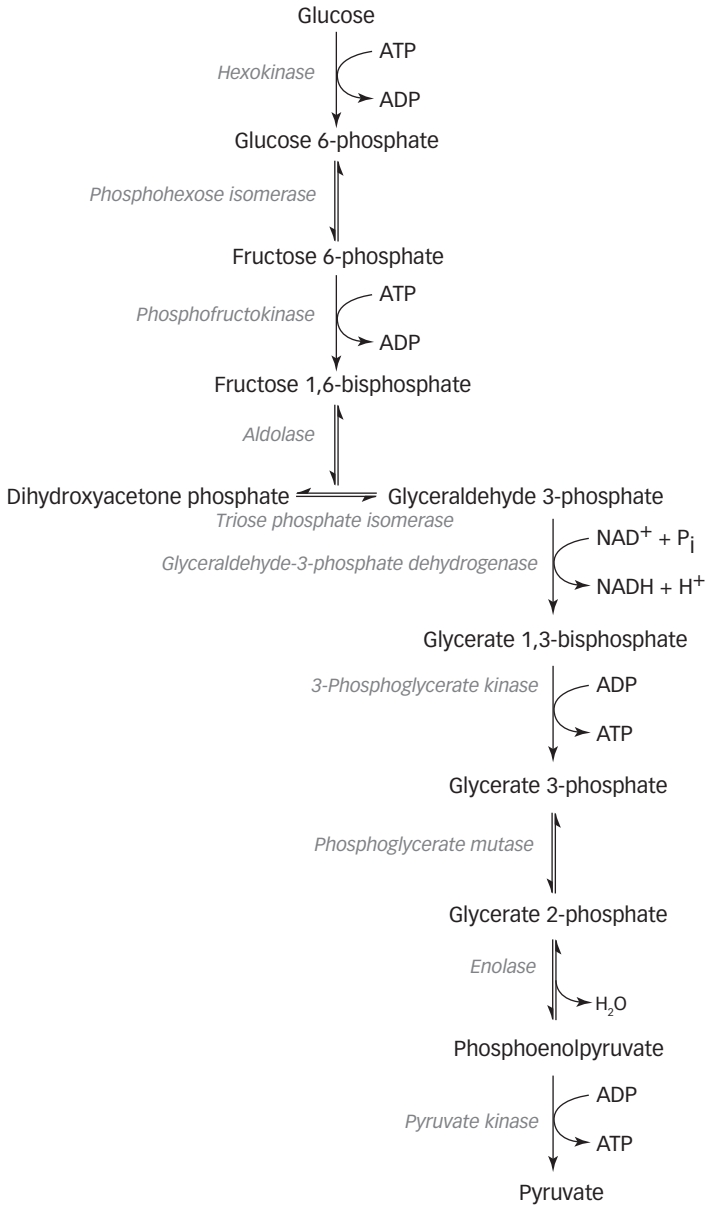 Glucose
ATP
Hexokinase
ADP
Glucose 6-phosphate
Phosphohexose isomerase
Fructose 6-phosphate
ATP
Phosphofructokinase
ADP
Fructose 1,6-bisphosphate
Aldolase
Dihydroxyacetone phosphate Glyceraldehyde 3-phosphate
Triose phosphate isomerase
NAD⁺ + Pi
Glyceraldehyde-3-phosphate dehydrogenase
NADH + H⁺
Glycerate 1,3-bisphosphate
3-Phosphoglycerate kinase ADP
ATP
Glycerate 3-phosphate
Phosphoglycerate mutase
Glycerate 2-phosphate
Enolase
H₂O
Phosphoenolpyruvate
ADP
Pyruvate kinase
ATP
Pyruvate